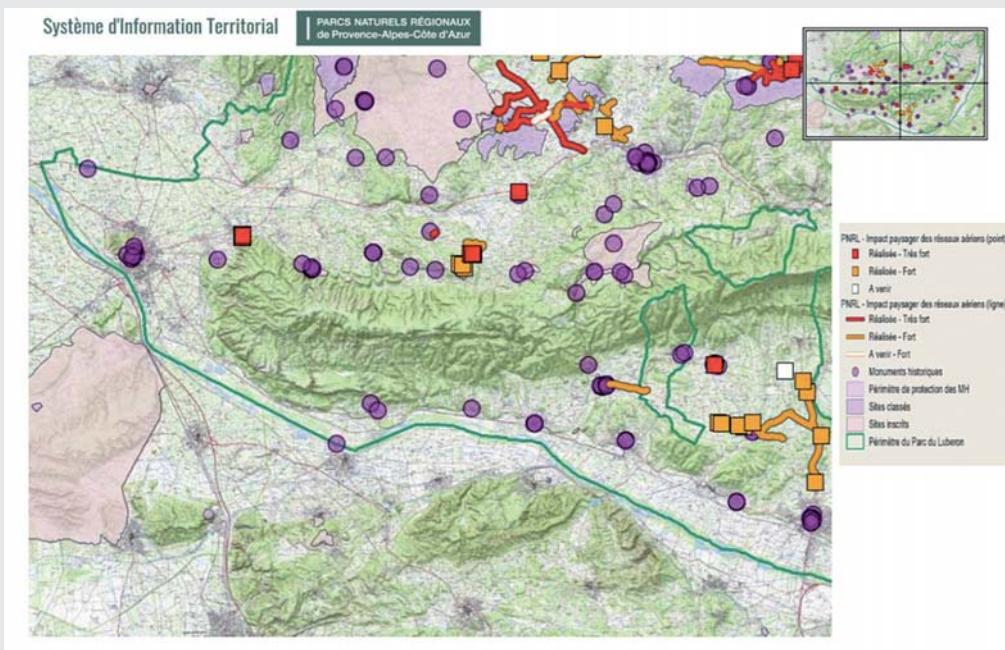 Système d'Information Territorial
PARCS NATURELS RÉGIONAUX
de Provence-Alpes-Côte d'Azur
PNRL - Impact paysager des réseaux aériens (point
Réalisée - Très fort
Réalisée - Fort
A venir
PNRL - Impact paysager des réseaux aériens (ligne)
Réalisée - Très fort
Réalisée - Fort
A venir - Fort
Monuments historiques
Périmètre de protection des MH
Sites classés
Sites inscrits
Périmètre du Parc du Luberon